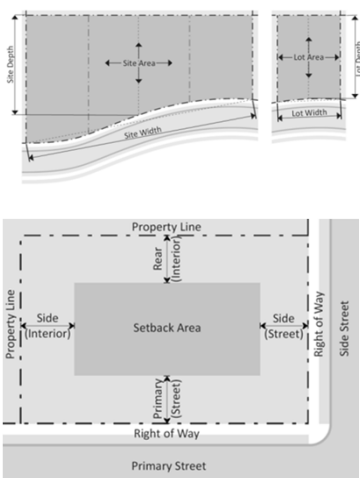 Site Depth
Site Area
Site Width
Lot Area
Lot Depth
Lot Width
Property Line
Property Line
Rear
(Interior)
Side
(Interior)
Setback Area
Side
(Street)
Right of Way
Side Street
Primary
(Street)
Right of Way
Primary Street